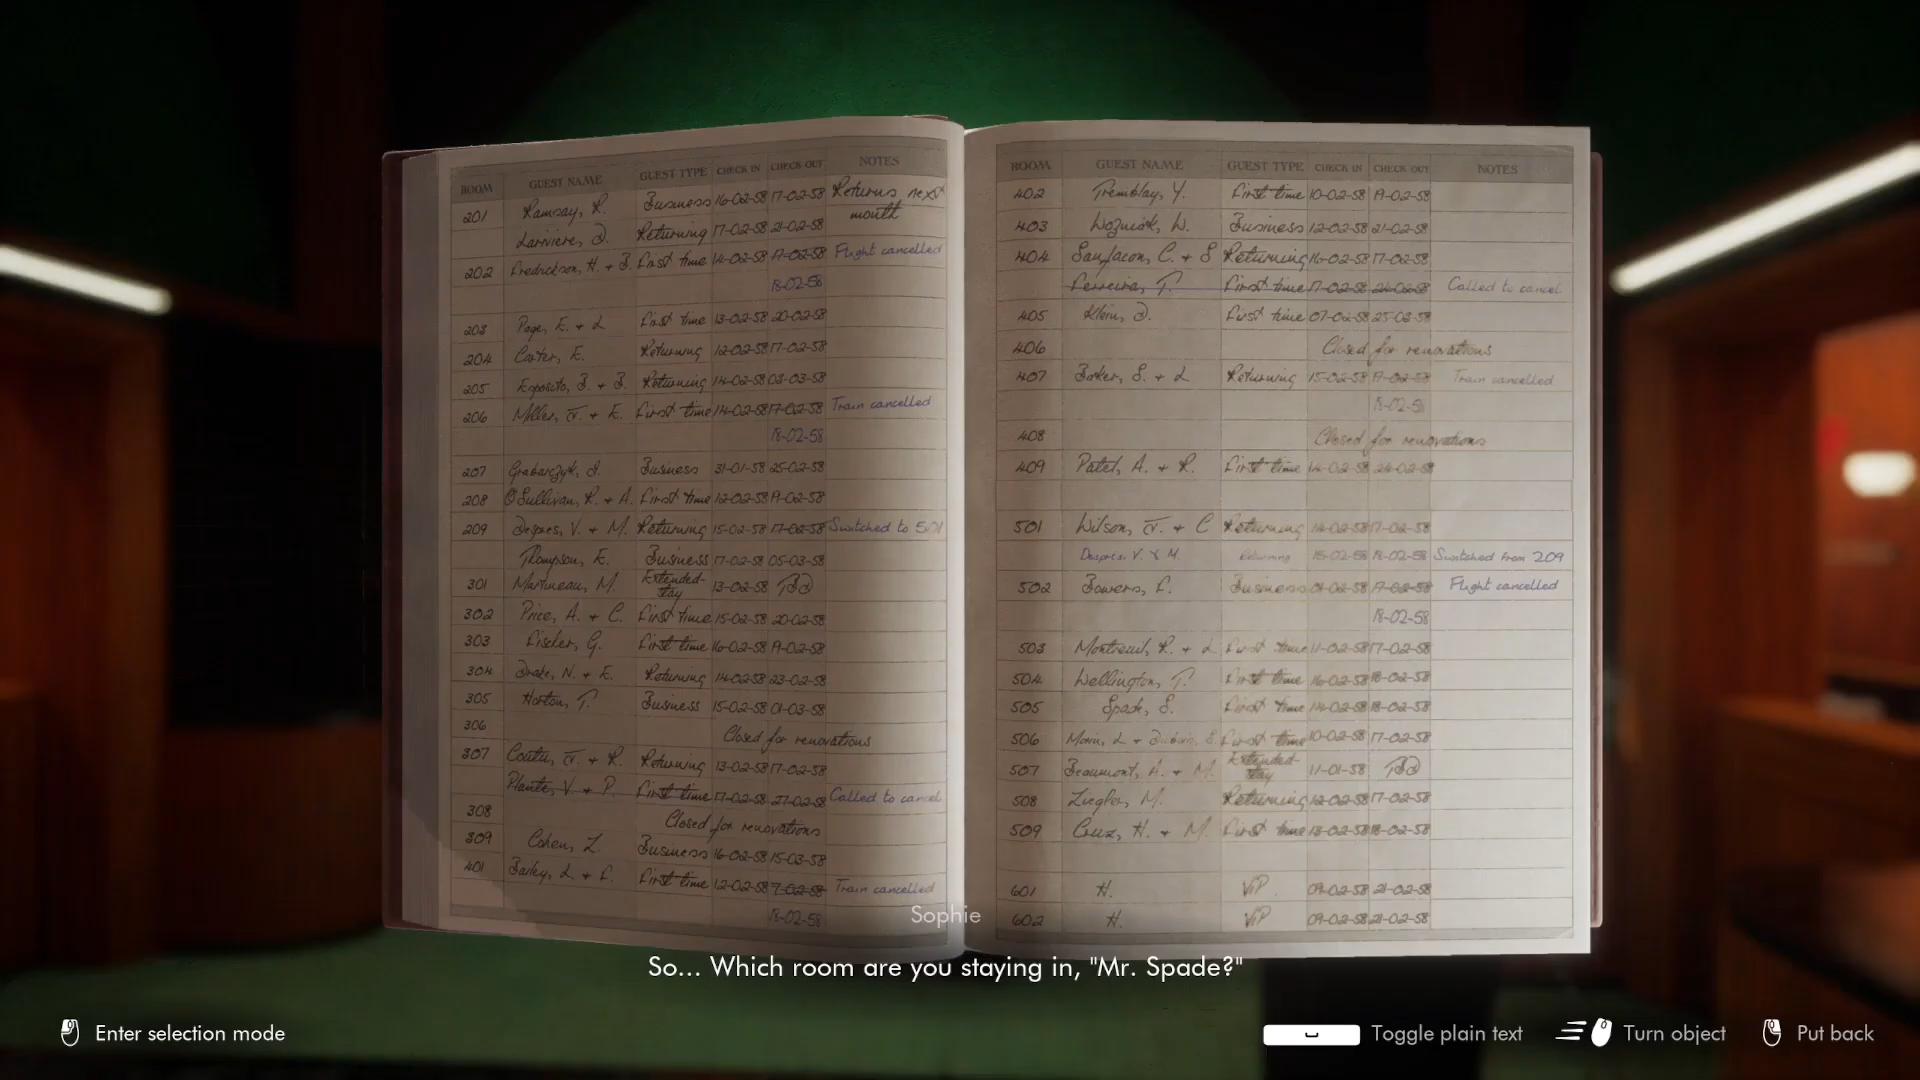 ROOM GUEST NAME GUEST TYPE CHECK IN CHECK OUT NOTES
201 Ramsay, R. Business 16-02-58 17-02-58 Returns next month
Larriviere, D. Returning 17-02-58 21-02-58
202 Fredrickson, H. + B. First time 14-02-58 17-02-58 Flight cancelled
18-02-58
203 Page, E. + L First time 13-02-58 20-02-58
204 Carter, E. Returning 12-02-58 17-02-58
205 Esposito, B. + B. Returning 14-02-58 03-03-58
206 Miller, + E. First time 14-02-58 17-02-58 Train cancelled
18-02-58
207 Grabarczyk, J. Business 31-01-58 25-02-58
208 O'Sullivan, R. + A. First time 12-02-58 19-02-58
209 Despres, V. + M. Returning 15-02-58 17-02-58 Switched to 501
Thompson, E. Business 17-02-58 05-03-58
301 Martineau, M. Extended-stay 13-02-58 TBD
302 Price, A. + C. First time 15-02-58 20-02-58
303 Fischer, G. First time 16-02-58 19-02-58
304 Drake, N. + E. Returning 14-02-58 23-02-58
305 Horton, T. Business 15-02-58 01-03-58
306 Closed for renovations
307 Coutu, + R. Returning 13-02-58 17-02-58
Plante, V. + P. First time 17-02-58 27-02-58 Called to cancel
308 Closed for renovations
309 Cohen, L Business 16-02-58 15-03-58
401 Bailey, L. + F. First time 12-02-58 17-02-58 Train cancelled
18-02-58
ROOM GUEST NAME GUEST TYPE CHECK IN CHECK OUT NOTES
402 Tremblay, Y. First time 10-02-58 19-02-58
403 Wozniak, W. Business 12-02-58 21-02-58
404 Sanfacon, C. + S Returning 16-02-58 17-02-58
Ferreira, T. First time 17-02-58 24-02-58 Called to cancel
405 Klein, D. First time 07-02-58 25-03-58
406 Closed for renovations
407 Baker, S. + L Returning 15-02-58 17-02-58 Train cancelled
18-02-58
408 Closed for renovations
409 Patel, A. + R. First time 14-02-58 24-02-58
501 Wilson, + C Returning 14-02-58 17-02-58
Despres, V. & M. Returning 15-02-58 18-02-58 Switched from 209
502 Bowers, F. Business 17-02-58 Flight cancelled
18-02-58
503 Montreuil, R. + L First time 11-02-58 17-02-58
504 Wellington, T. First time 16-02-58 18-02-58
505 Spade, S. First time 14-02-58 18-02-58
506 Morin, L + Dubois, S. First time 10-02-58 17-02-58
507 Beaumont, A. + M. Extended-stay 11-01-58 TBD
508 Ziegler, M. Returning 12-02-58 17-02-58
509 Cruz, H. + M. First time 13-02-58 18-02-58
601 H. ViP 09-02-58 21-02-58
602 H. ViP 09-02-58 21-02-58
Sophie
So... Which room are you staying in, "Mr. Spade?"
Enter selection mode
Toggle plain text
Turn object
Put back